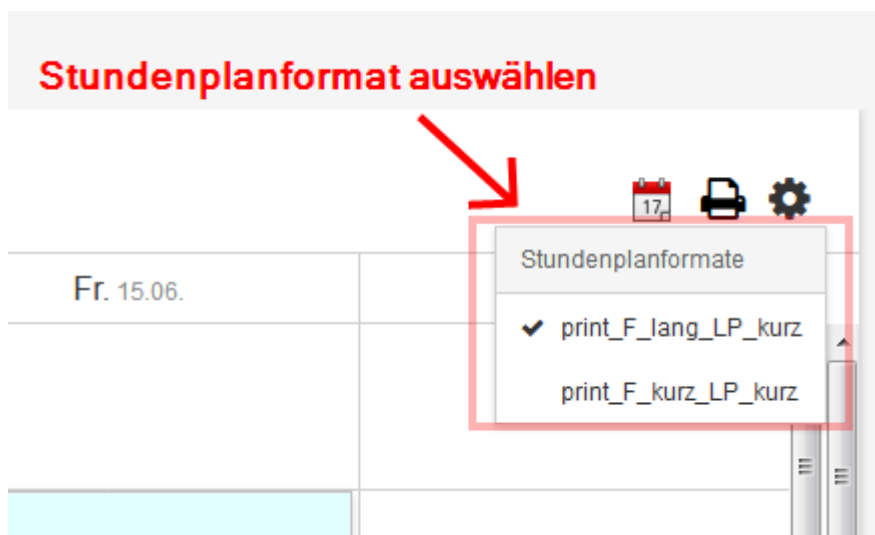 Stundenplanformat auswählen
17
Stundenplanformate
Fr. 15.06.
print_F_lang_LP_kurz
print_F_kurz_LP_kurz